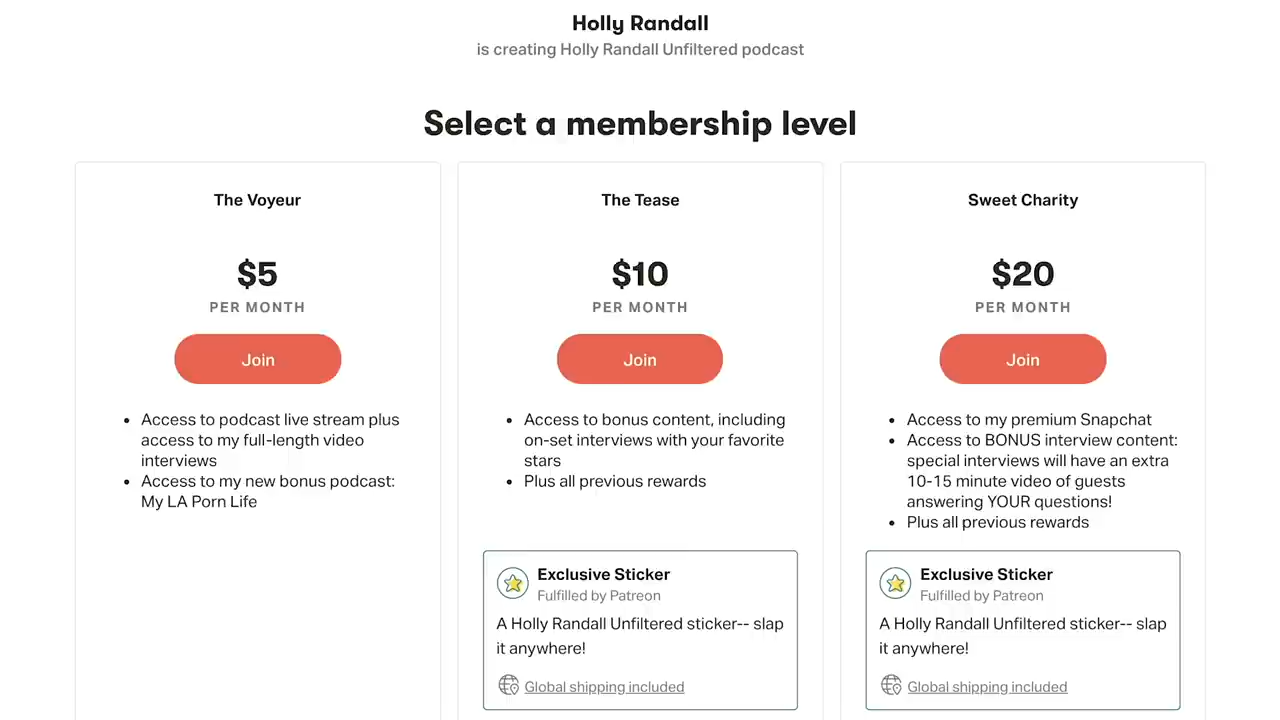 Holly Randall
is creating Holly Randall Unfiltered podcast
Select a membership level
The Voyeur
$5
PER MONTH
Join
• Access to podcast live stream plus
access to my full-length video
interviews
• Access to my new bonus podcast:
My LA Porn Life
The Tease
$10
PER MONTH
Join
• Access to bonus content, including
on-set interviews with your favorite
stars
• Plus all previous rewards
Exclusive Sticker
Fulfilled by Patreon
A Holly Randall Unfiltered sticker-- slap
it anywhere!
Global shipping included
Sweet Charity
$20
PER MONTH
Join
• Access to my premium Snapchat
• Access to BONUS interview content:
special interviews will have an extra
10-15 minute video of guests
answering YOUR questions!
• Plus all previous rewards
Exclusive Sticker
Fulfilled by Patreon
A Holly Randall Unfiltered sticker-- slap
it anywhere!
Global shipping included